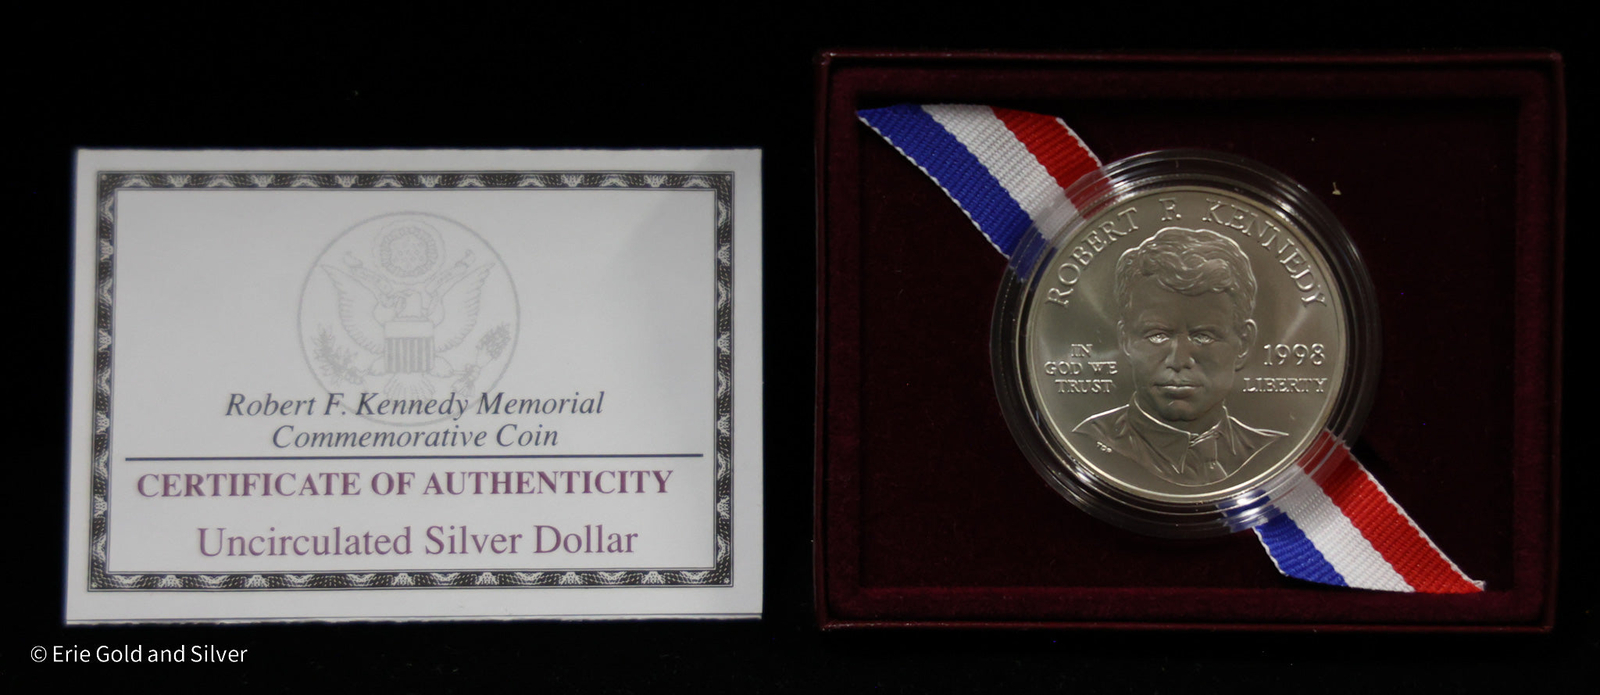 Robert F. Kennedy Memorial
Commemorative Coin
CERTIFICATE OF AUTHENTICITY
Uncirculated Silver Dollar
ROBERT F. KENNEDY
IN
GOD WE
TRUST
1998
LIBERTY
© Erie Gold and Silver